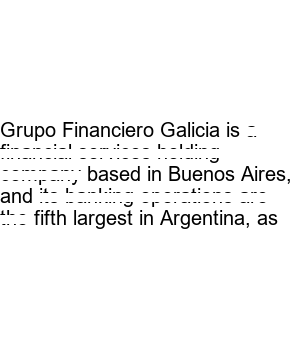 Grupo Financiero Galicia is a
financial services holding
company based in Buenos Aires,
and its banking operations are
the fifth largest in Argentina, as